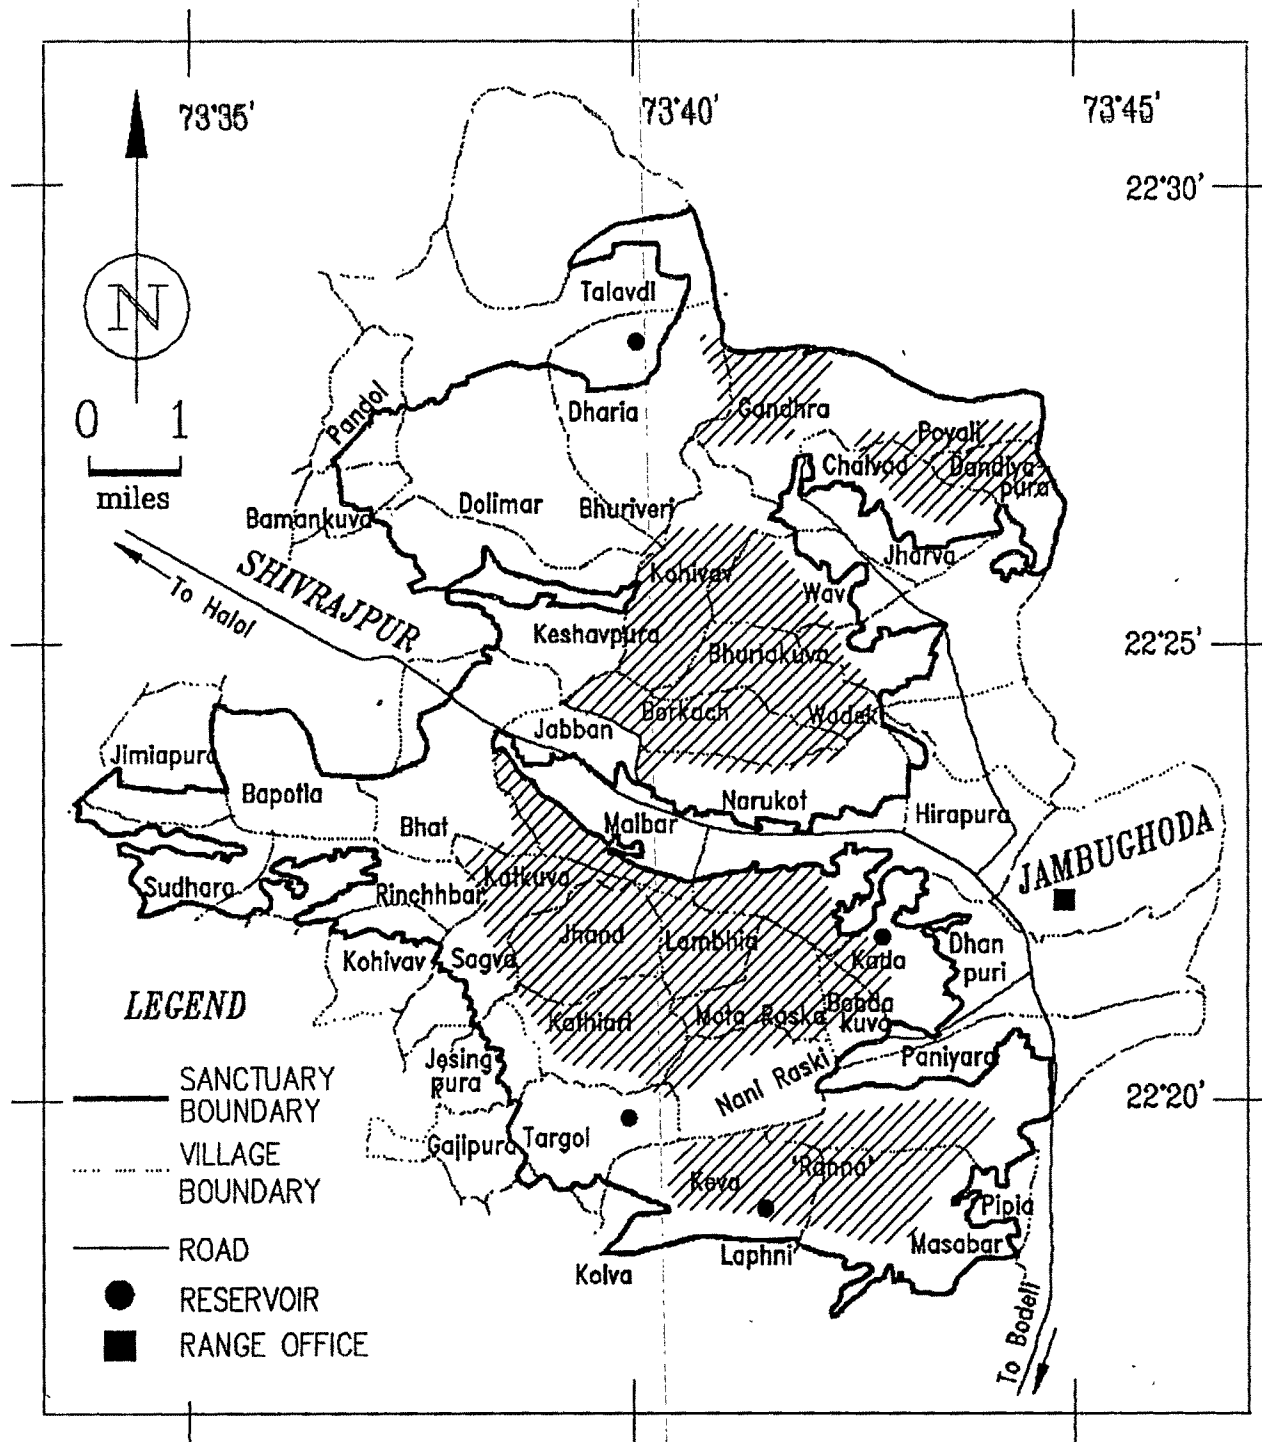 73°35'
73°40'
73°45'
22°30'
N
0 1
miles
Talavdi
Pandol
Dharia
Gandhra
Povali
Chalvad
Dandiya-
pura
Dolimar
Bhuriveri
Bamankuva
Jharva
SHIVRAJPUR
To Halol
Kohivav
Wav
Keshavpura
Bhuriakuva
22°25'
Borkach
Wadek
Jabban
Jimiapura
Bapotia
Narukot
Hirapura
Bhat
Malbar
JAMBUGHODA
Katkuva
Sudhara
Rinchhbar
Jhand
Lambhia
Kohivav
Sagva
Kada
Dhan
puri
LEGEND
Kathiari
Mota Raska
Babda
kuva
Jesing
pura
Nani Raski
Paniyara
SANCTUARY
BOUNDARY
22°20'
Gajipura
Targol
VILLAGE
BOUNDARY
Keva
'Ranna'
Pipia
ROAD
Laphni
Masabar
Kolva
RESERVOIR
RANGE OFFICE
To Bodeli